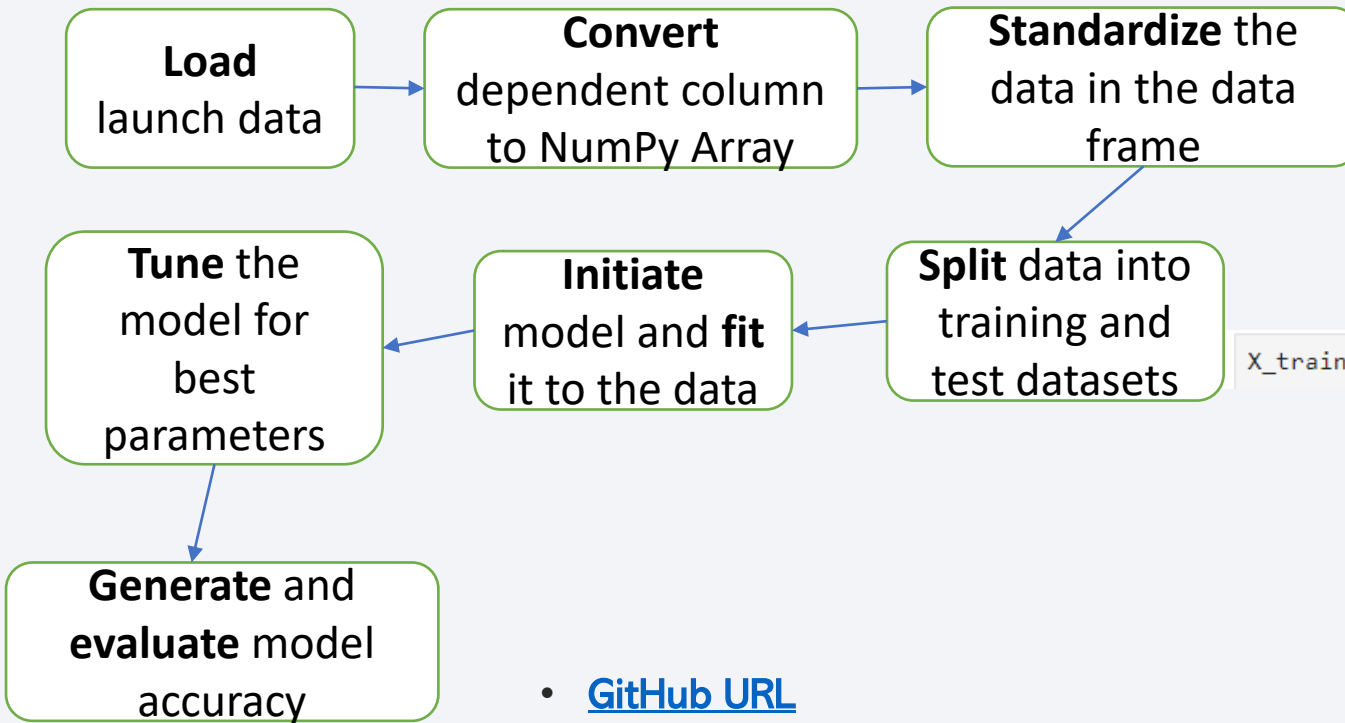 Load
launch data
Convert
dependent column
to NumPy Array
Standardize the
data in the data
frame
Split data into
training and
test datasets
X_train
Initiate
model and fit
it to the data
Tune the
model for
best
parameters
Generate and
evaluate model
accuracy
• GitHub URL